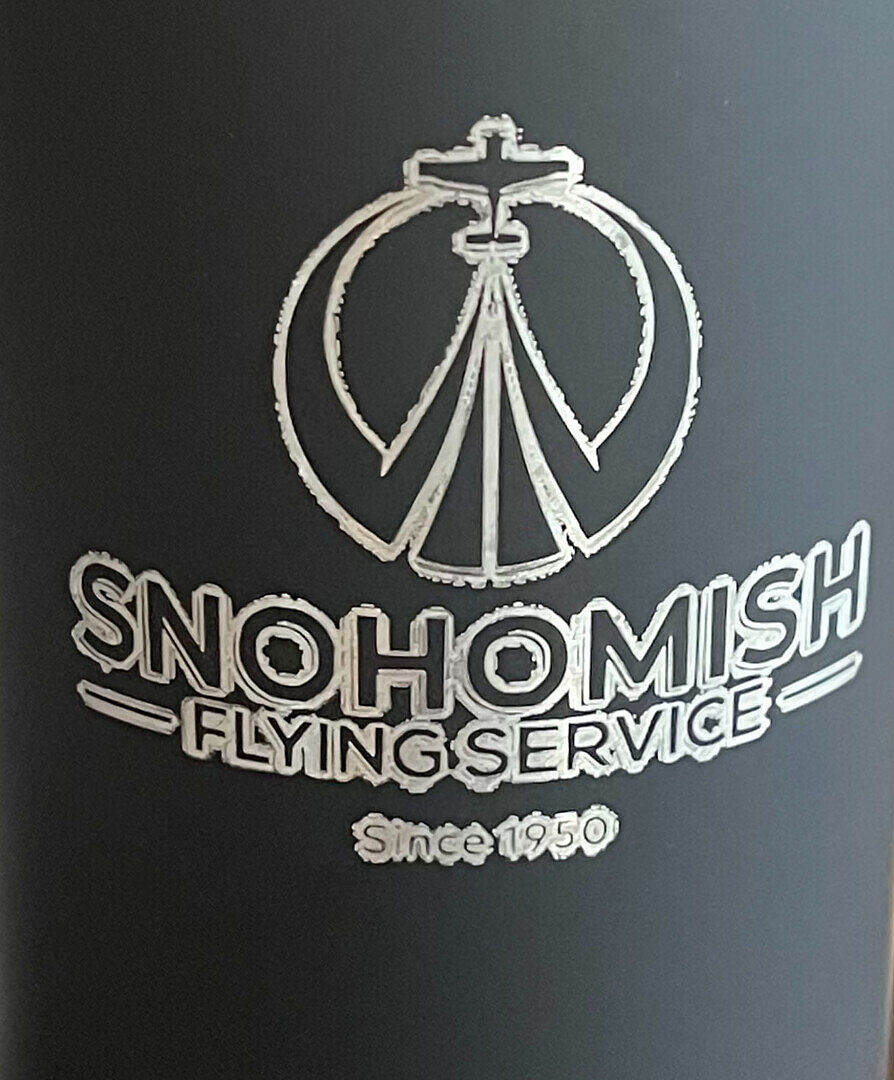 SNOHOMISH
FLYING SERVICE
Since 1950